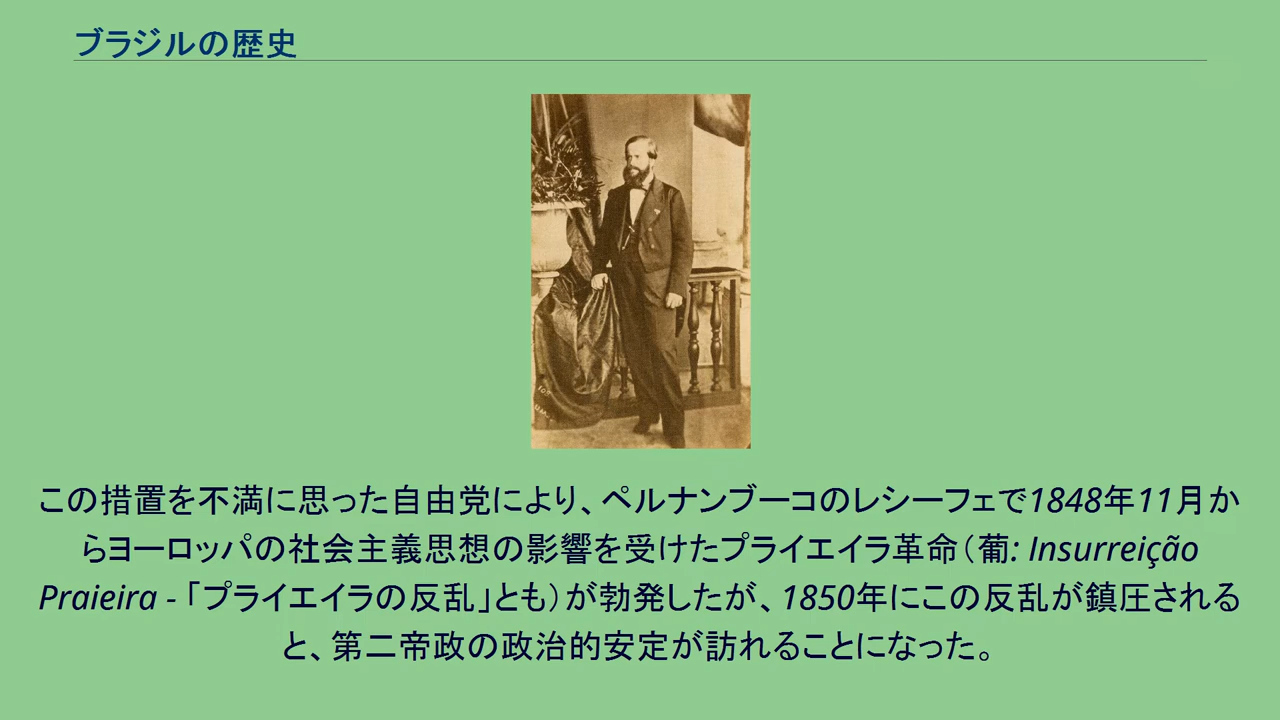 ブラジルの歴史
この措置を不満に思った自由党により、ペルナンブーコのレシーフェで1848年11月か
らヨーロッパの社会主義思想の影響を受けたプライエイラ革命（葡: Insurreição
Praieira - 「プライエイラの反乱」とも）が勃発したが、1850年にこの反乱が鎮圧される
と、第二帝政の政治的安定が訪れることになった。